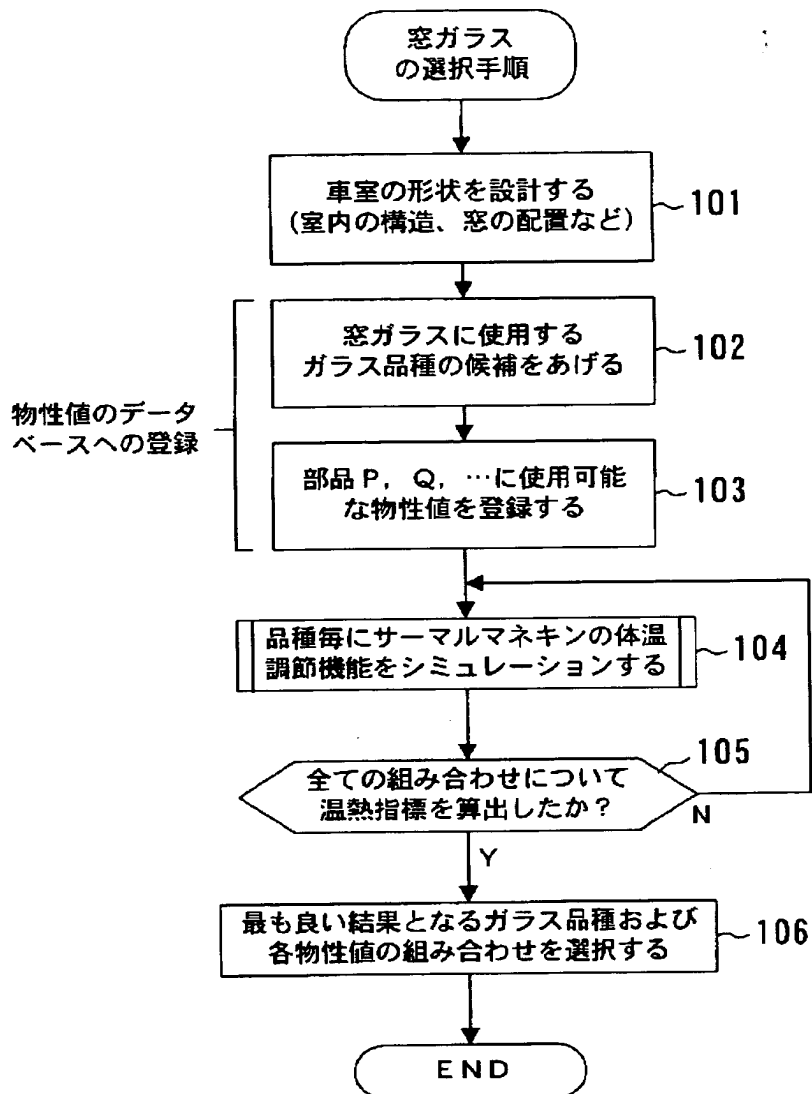 窓ガラス
の選択手順
車室の形状を設計する
(室内の構造、窓の配置など)
101
窓ガラスに使用する
ガラス品種の候補をあげる
102
物性値のデータ
ベースへの登録
部品P, Q, …に使用可能
な物性値を登録する
103
品種毎にサーマルマネキンの体温
調節機能をシミュレーションする
104
105
全ての組み合わせについて
温熱指標を算出したか?
N
Y
最も良い結果となるガラス品種および
各物性値の組み合わせを選択する
106
END